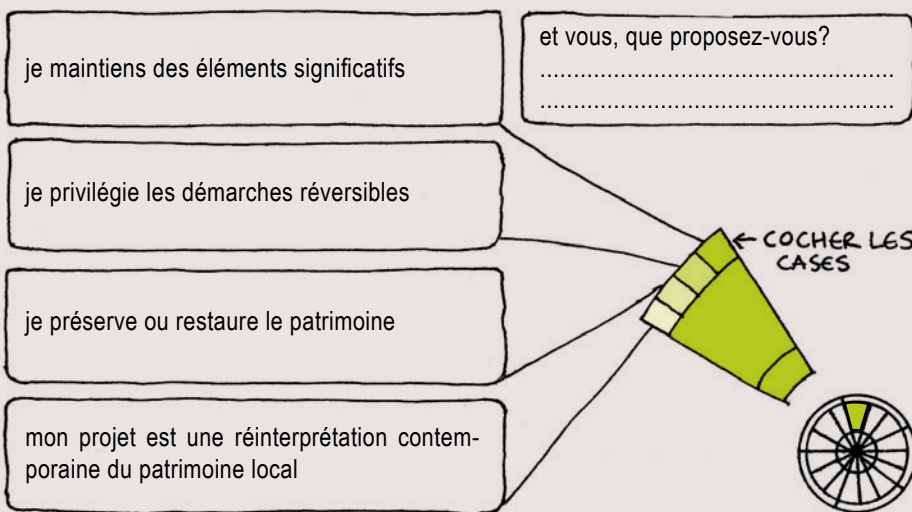 je maintiens des éléments significatifs
et vous, que proposez-vous?
.....................................................
.....................................................
je privilégie les démarches réversibles
← COCHER LES
CASES
je préserve ou restaure le patrimoine
mon projet est une réinterprétation contem-
poraine du patrimoine local